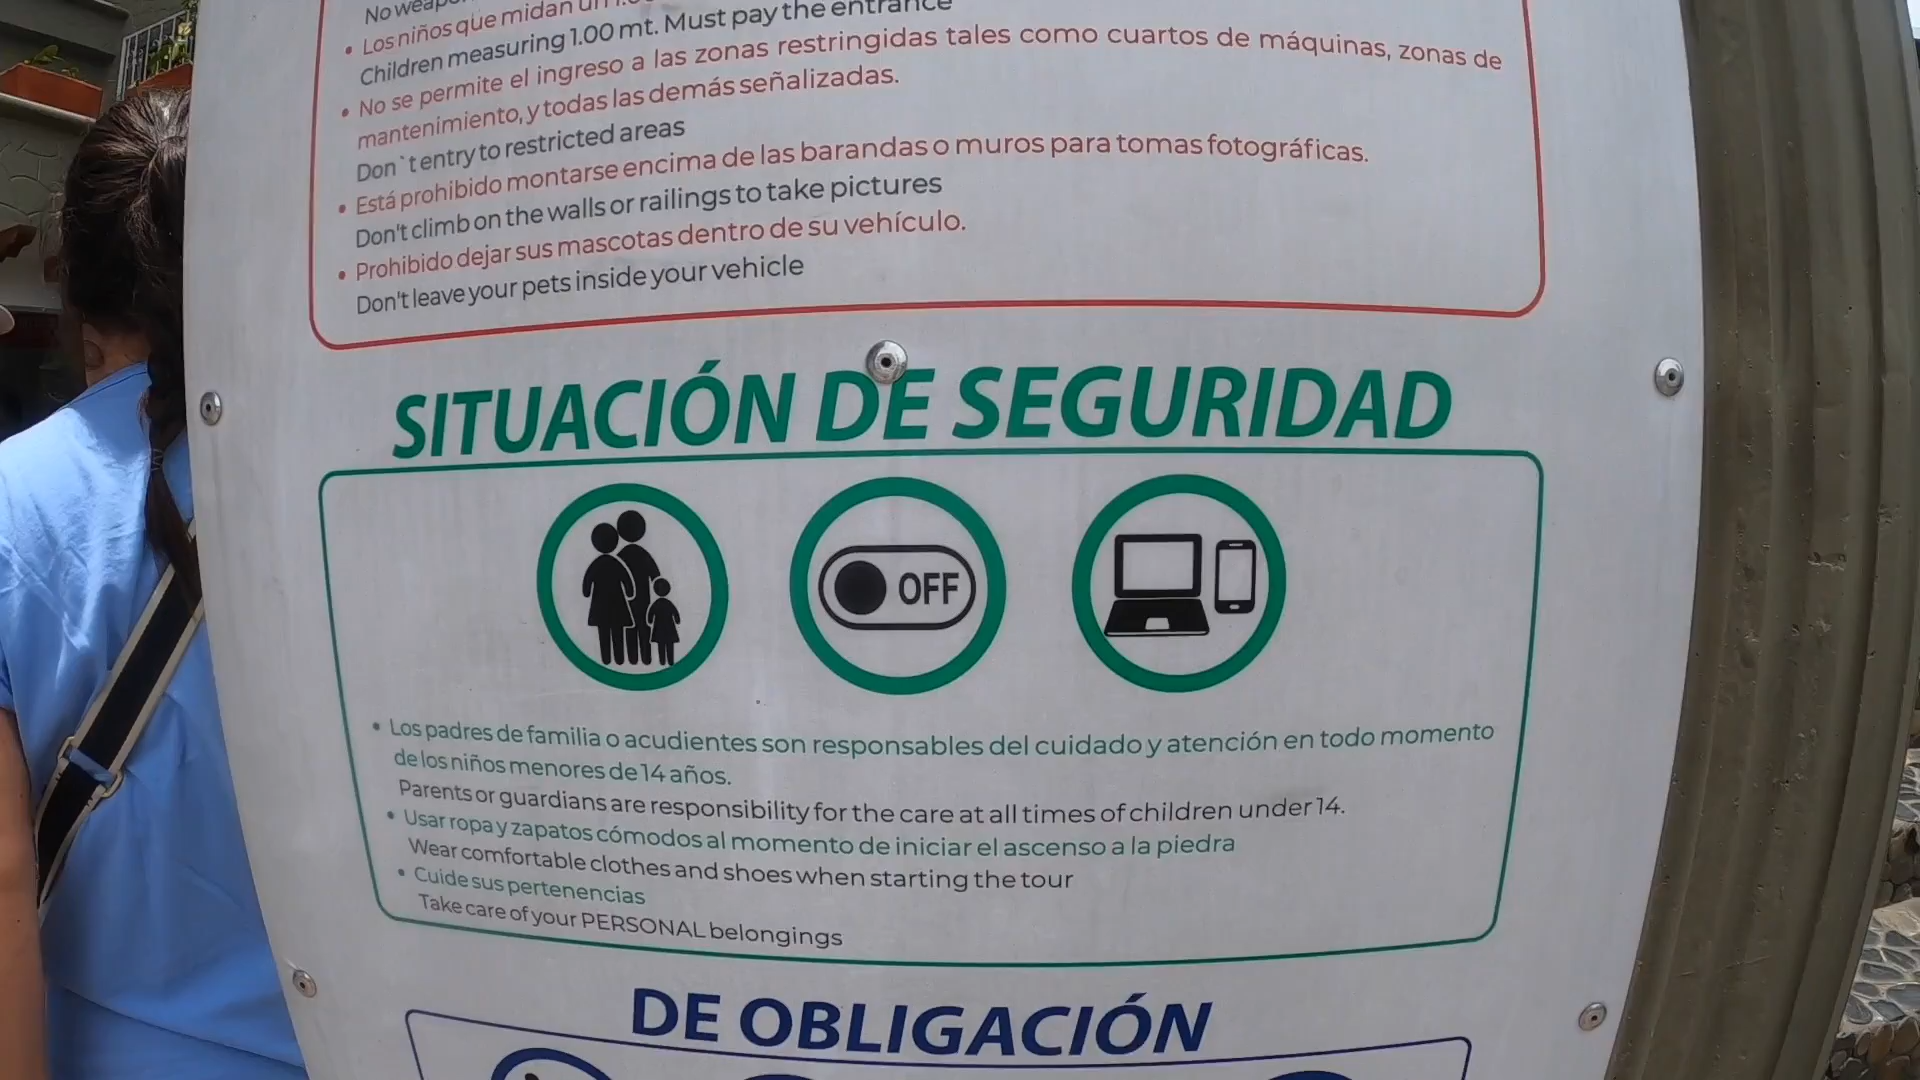 No weapo
Los niños que midan un 1.
Children measuring 1.00 mt. Must pay the entrance
• No se permite el ingreso a las zonas restringidas tales como cuartos de máquinas, zonas de
mantenimiento, y todas las demás señalizadas.
Don`t entry to restricted areas
• Está prohibido montarse encima de las barandas o muros para tomas fotográficas.
Don't climb on the walls or railings to take pictures
• Prohibido dejar sus mascotas dentro de su vehículo.
Don't leave your pets inside your vehicle
SITUACIÓN DE SEGURIDAD
OFF
• Los padres de familia o acudientes son responsables del cuidado y atención en todo momento
de los niños menores de 14 años.
Parents or guardians are responsibility for the care at all times of children under 14.
• Usar ropa y zapatos cómodos al momento de iniciar el ascenso a la piedra
Wear comfortable clothes and shoes when starting the tour
• Cuide sus pertenencias
Take care of your PERSONAL belongings
DE OBLIGACIÓN